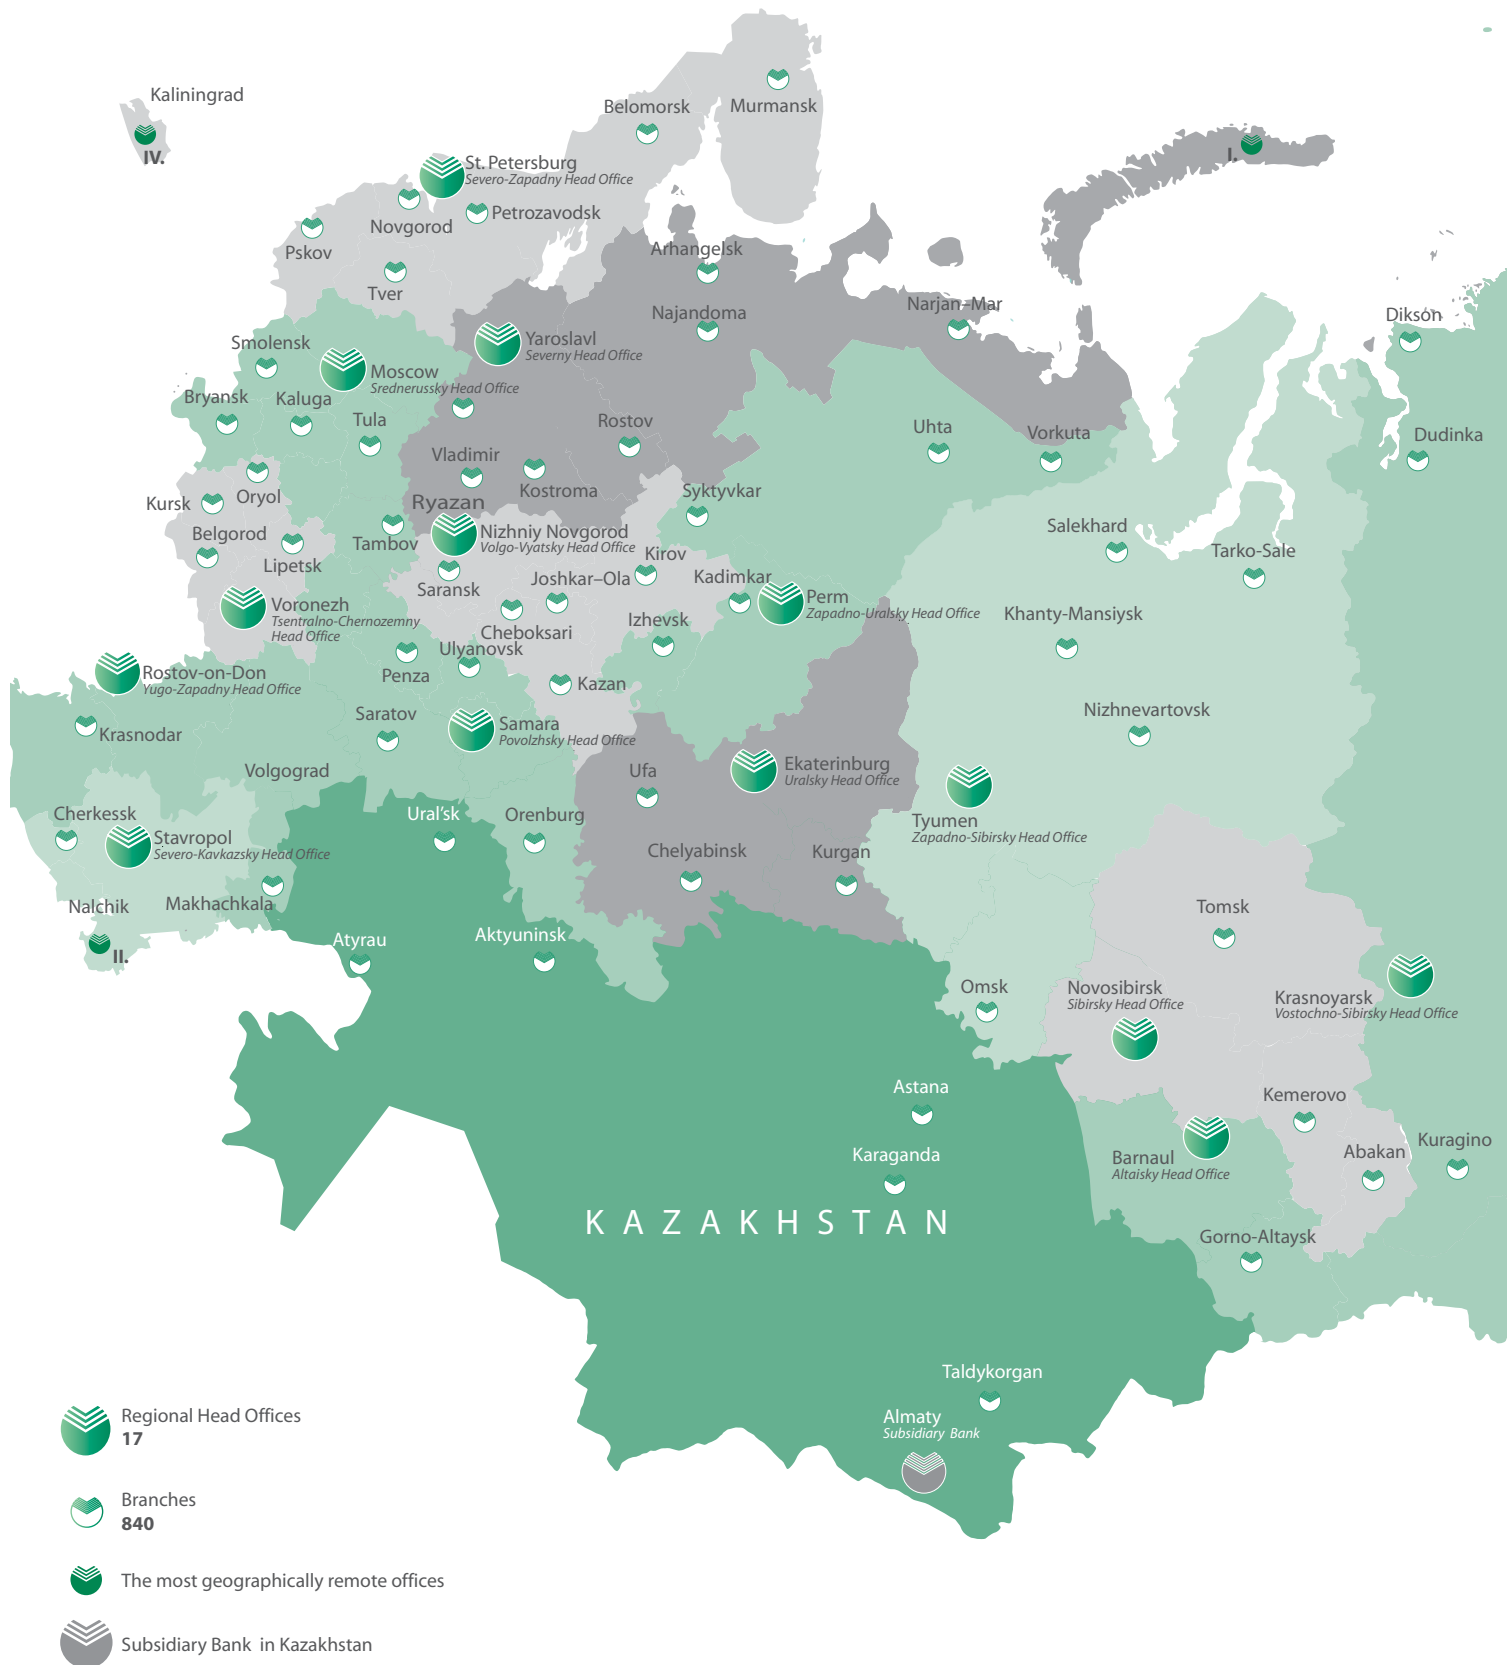 Kaliningrad
IV.
Belomorsk
Murmansk
I.
St. Petersburg
Severo-Zapadny Head Office
Novgorod
Petrozavodsk
Pskov
Tver
Arhangelsk
Najandoma
Narjan–Mar
Dikson
Smolensk
Yaroslavl
Severny Head Office
Moscow
Srednerussky Head Office
Bryansk
Kaluga
Tula
Rostov
Uhta
Vorkuta
Dudinka
Vladimir
Kostroma
Kursk
Oryol
Ryazan
Syktyvkar
Belgorod
Lipetsk
Tambov
Nizhniy Novgorod
Volgo-Vyatsky Head Office
Kirov
Salekhard
Tarko-Sale
Saransk
Joshkar–Ola
Kadimkar
Voronezh
Tsentralno-Chernozemny
Head Office
Cheboksari
Izhevsk
Perm
Zapadno-Uralsky Head Office
Khanty-Mansiysk
Ulyanovsk
Penza
Kazan
Rostov-on-Don
Yugo-Zapadny Head Office
Krasnodar
Saratov
Samara
Povolzhsky Head Office
Nizhnevartovsk
Volgograd
Ufa
Ekaterinburg
Uralsky Head Office
Cherkessk
Stavropol
Severo-Kavkazsky Head Office
Ural’sk
Orenburg
Tyumen
Zapadno-Sibirsky Head Office
Chelyabinsk
Kurgan
Nalchik
Makhachkala
II.
Tomsk
Atyrau
Aktyuninsk
Omsk
Novosibirsk
Sibirsky Head Office
Krasnoyarsk
Vostochno-Sibirsky Head Office
Astana
Kemerovo
Karaganda
Barnaul
Altaisky Head Office
Abakan
Kuragino
KAZAKHSTAN
Gorno-Altaysk
Taldykorgan
Almaty
Subsidiary Bank
Regional Head Offices
17
Branches
840
The most geographically remote offices
Subsidiary Bank in Kazakhstan